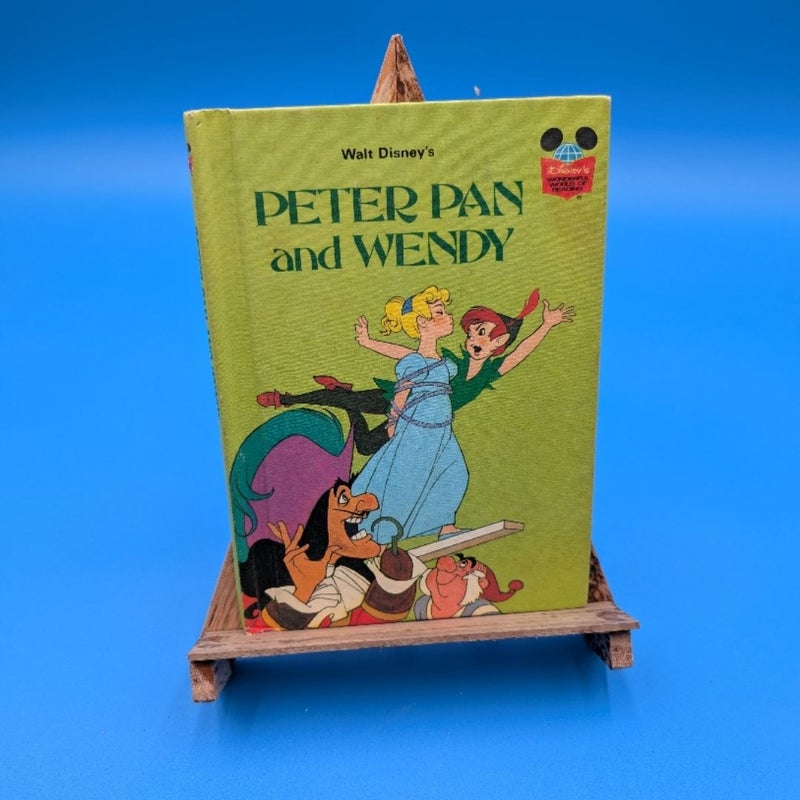 Walt Disney's
PETER PAN
and WENDY
DISNEY'S
WONDERFUL
WORLD OF
READING